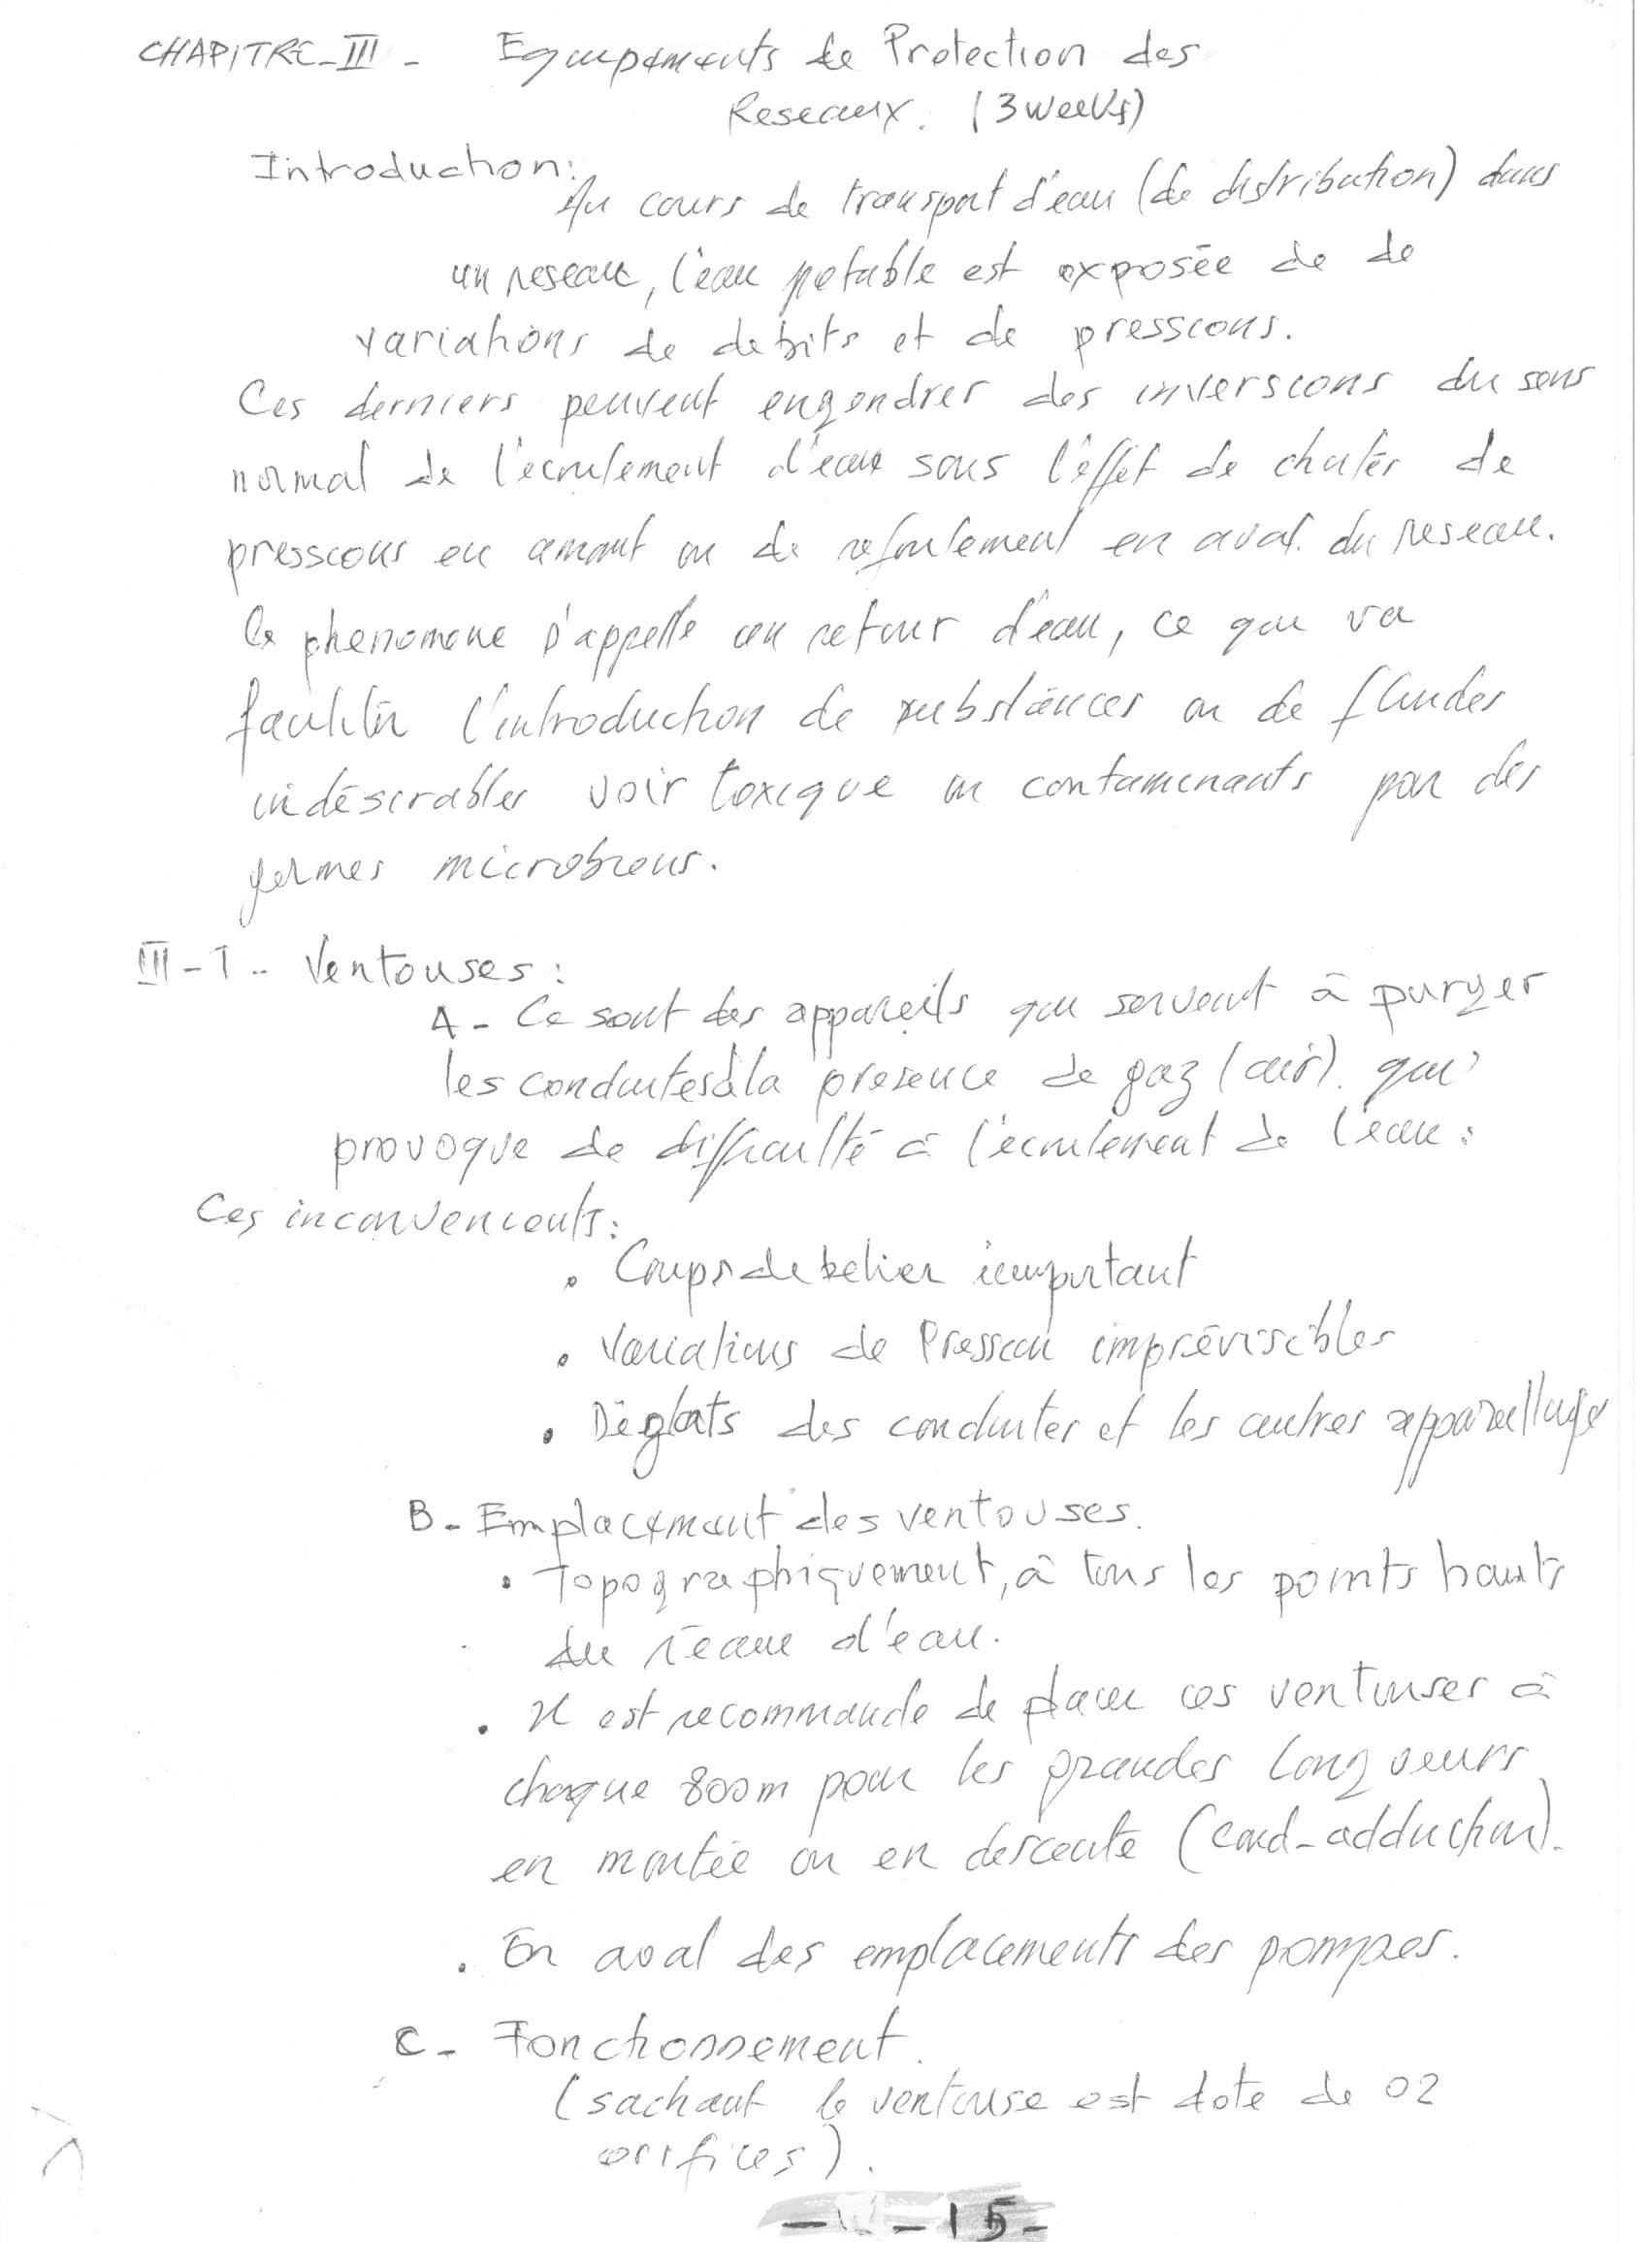 CHAPITRE-III - Equipements de Protection des
Reseaux. (3 weeks)
Introduction:
Au cours de transport d'eau (de distribution) dans
un reseau, l'eau potable est exposée de de
variations de debits et de pressions.
Ces derniers peuvent engendrer des inversions du sens
normal de l'ecoulement d'eau sous l'effet de chutes de
pressions en amont ou de refoulement en aval du reseau.
Ce phenomene s'appelle un retour d'eau, ce qui va
faciliter l'introduction de substances ou de fluides
indésirables voir toxique ou contaminants par des
germes microbiens.
III-1- Ventouses:
A- Ce sont des appareils qui servent à purger
les conduites à la presence de gaz (air). qui
provoque de difficulté à l'ecoulement de l'eau:
Ces inconvenients:
• Coups de belier important
• Variations de Pression imprévisibles
• Dégats des conduites et les autres appareillage
B- Emplacement des ventouses.
• Topographiquement, à tous les points hauts
du réeau d'eau.
• Il est recommande de placer ces ventouses à
chaque 800m pour les grandes longueurs
en montée ou en descente (cond-adduction).
• En aval des emplacements des pompes.
C- Fonctionnement.
(sachant le ventouse est dote de 02
orifices).
-15-